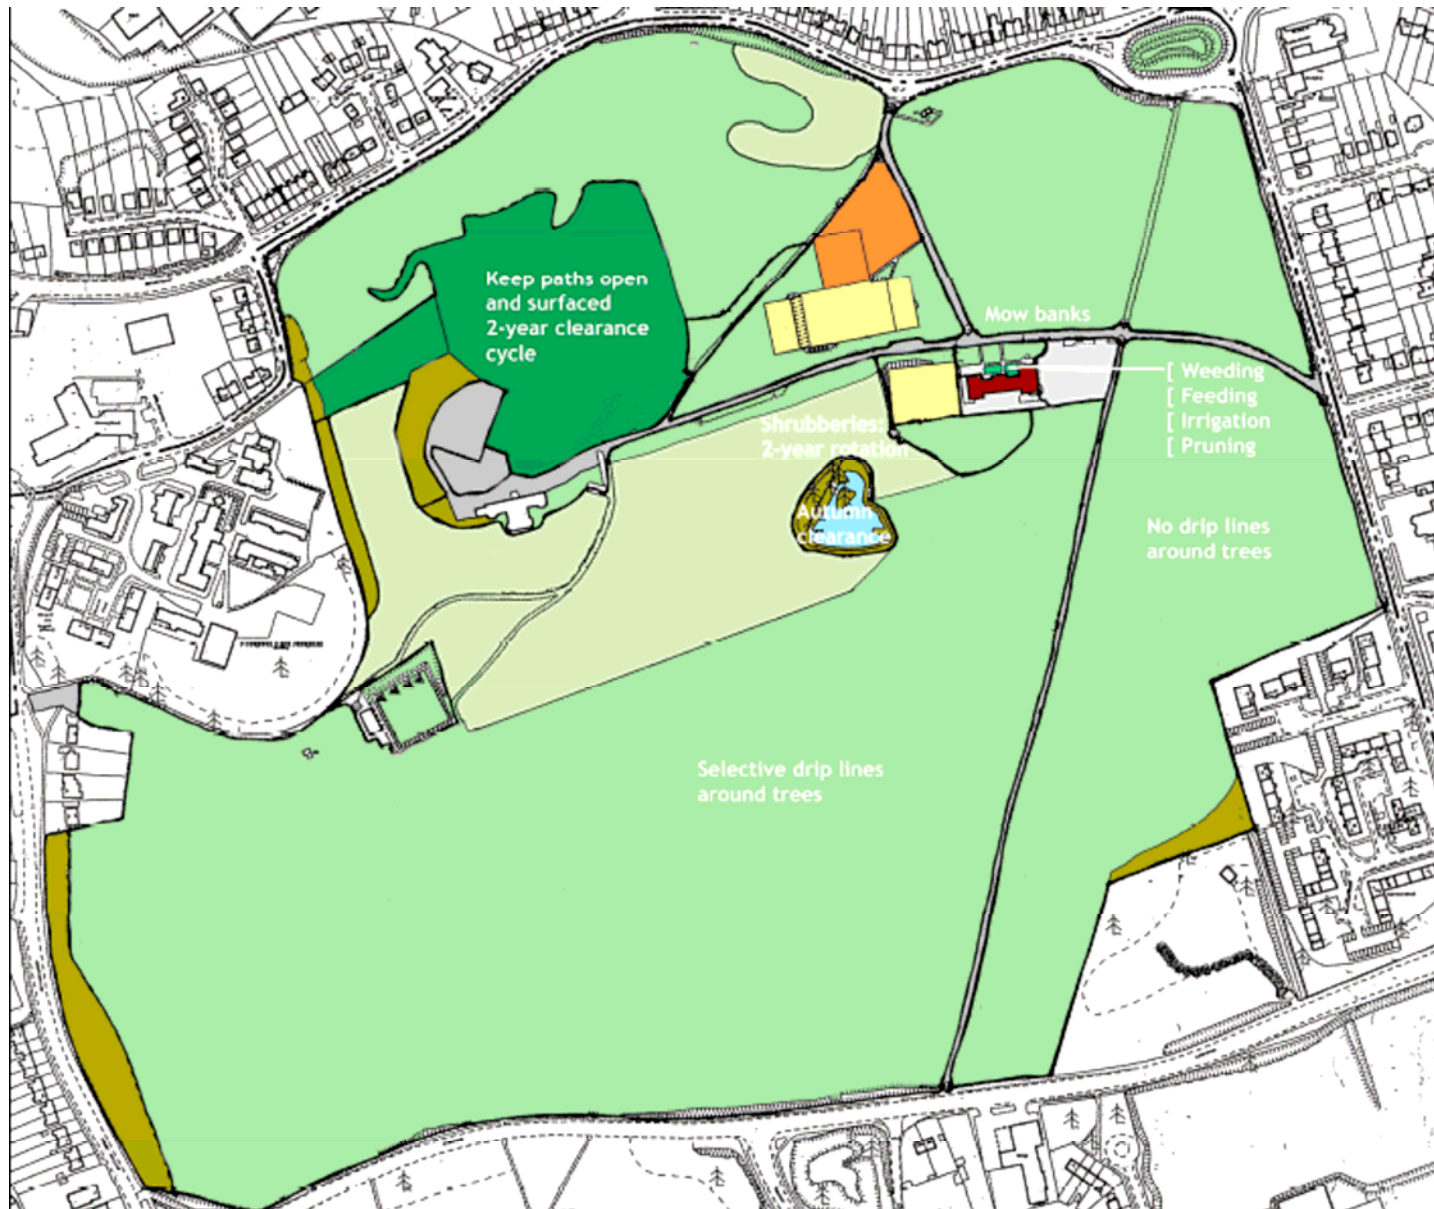 Keep paths open
and surfaced
2-year clearance
cycle
Mow banks
[ Weeding
[ Feeding
[ Irrigation
[ Pruning
Shrubberies:
2-year rotation
Autumn
clearance
No drip lines
around trees
Selective drip lines
around trees